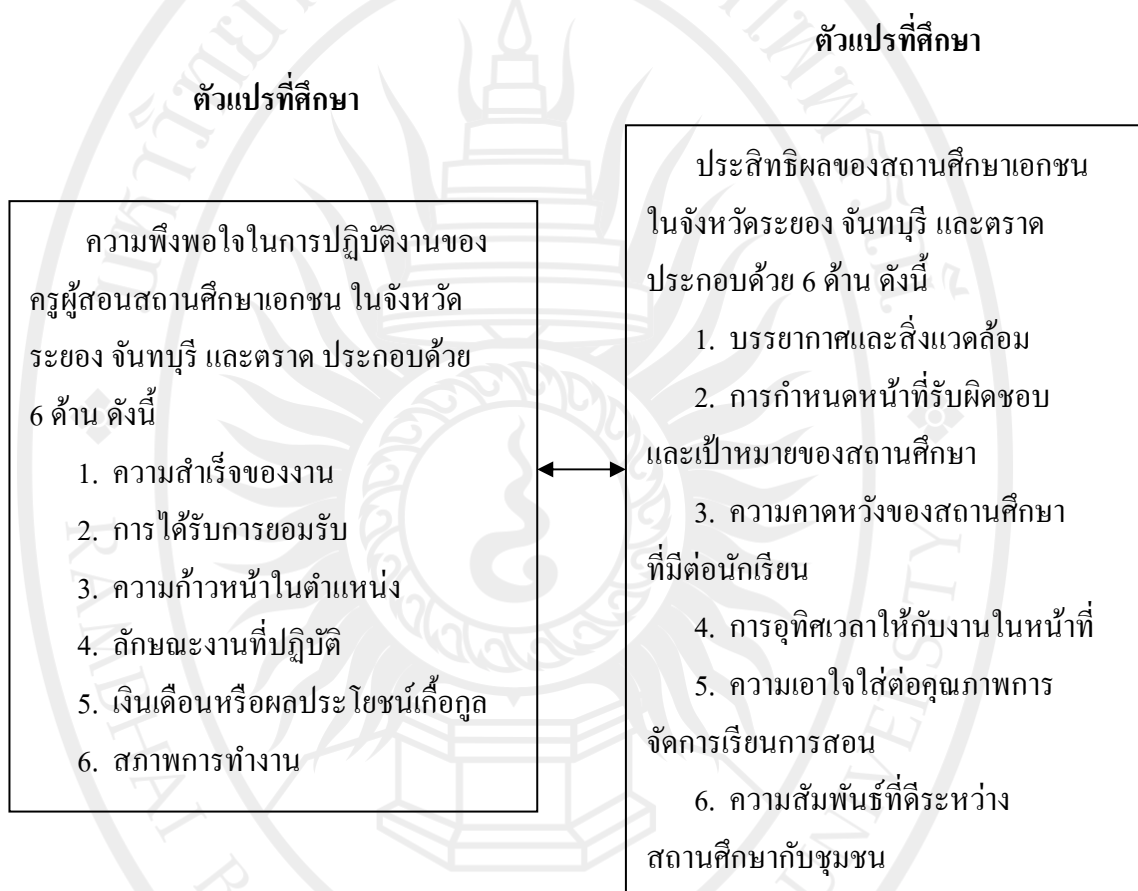 ตัวแปรที่ศึกษา
ความพึงพอใจในการปฏิบัติงานของ
ครูผู้สอนสถานศึกษาเอกชน ในจังหวัด
ระยอง จันทบุรี และตราด ประกอบด้วย
6 ด้าน ดังนี้
1. ความสำเร็จของงาน
2. การได้รับการยอมรับ
3. ความก้าวหน้าในตำแหน่ง
4. ลักษณะงานที่ปฏิบัติ
5. เงินเดือนหรือผลประโยชน์เกื้อกูล
6. สภาพการทำงาน
ตัวแปรที่ศึกษา
ประสิทธิผลของสถานศึกษาเอกชน
ในจังหวัดระยอง จันทบุรี และตราด
ประกอบด้วย 6 ด้าน ดังนี้
1. บรรยากาศและสิ่งแวดล้อม
2. การกำหนดหน้าที่รับผิดชอบ
และเป้าหมายของสถานศึกษา
3. ความคาดหวังของสถานศึกษา
ที่มีต่อนักเรียน
4. การอุทิศเวลาให้กับงานในหน้าที่
5. ความเอาใจใส่ต่อคุณภาพการ
จัดการเรียนการสอน
6. ความสัมพันธ์ที่ดีระหว่าง
สถานศึกษากับชุมชน